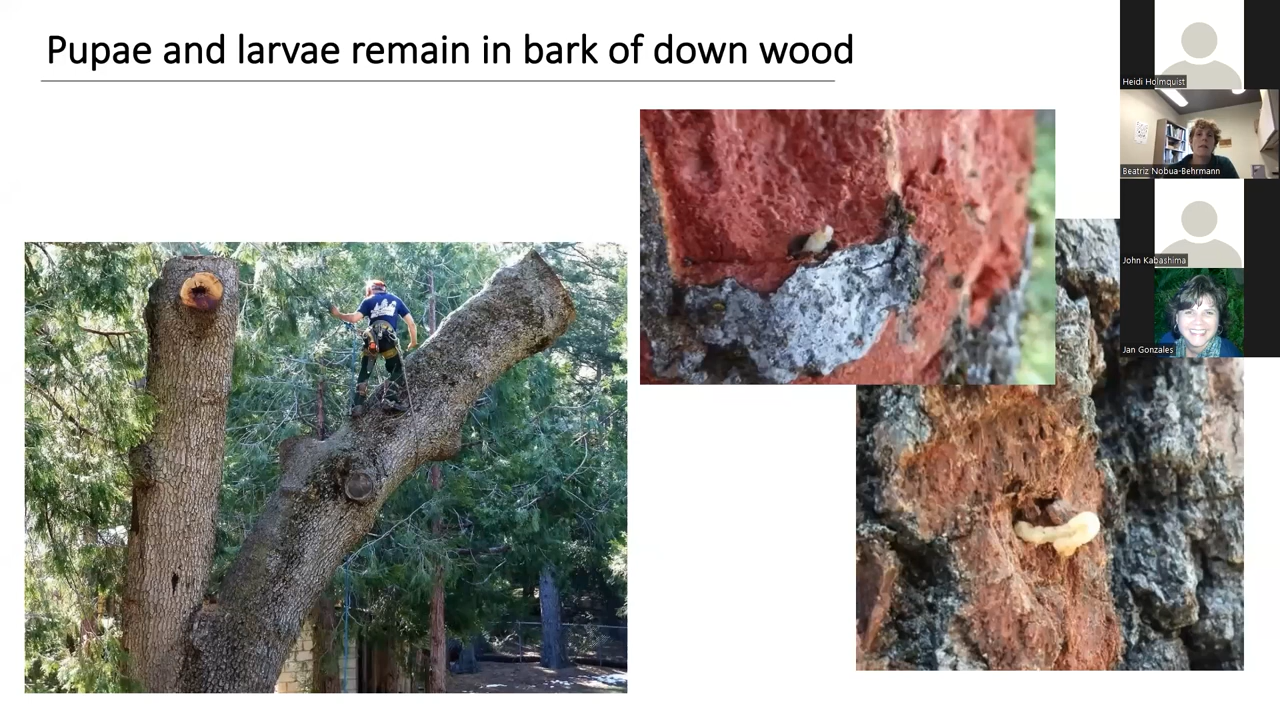 Pupae and larvae remain in bark of down wood
Heidi Holmquist
Beatriz Nobua-Behrmann
John Kabashima
Jan Gonzales